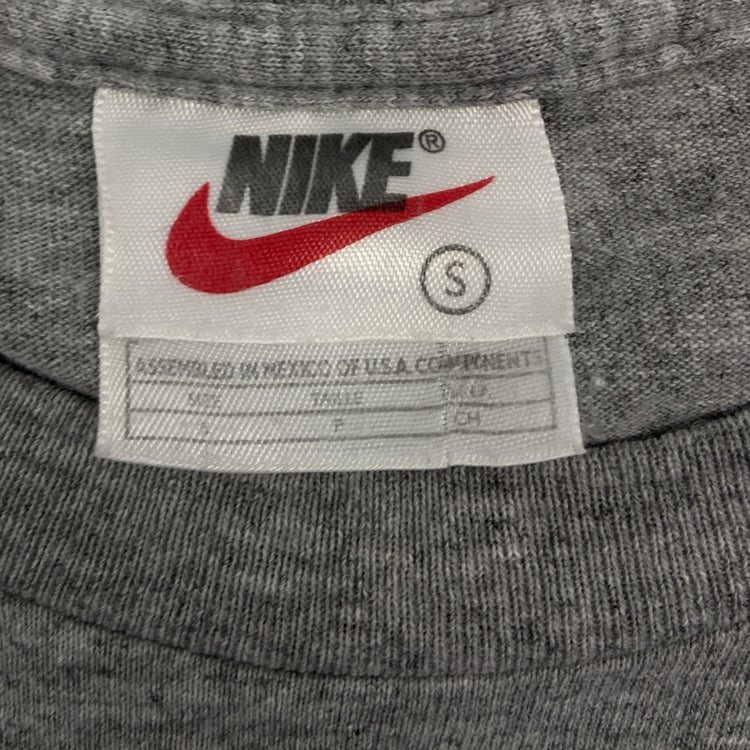 NIKE®
S
ASSEMBLED IN MEXICO OF U.S.A. COMPONENTS
SIZE TAILLE
P CH